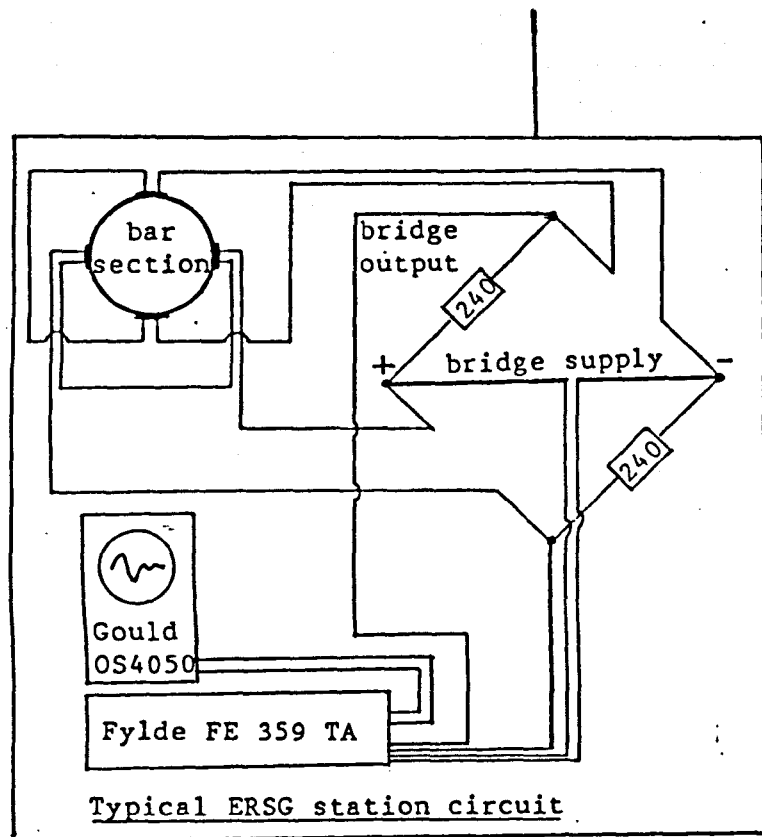 bar
section
bridge
output
240
+
bridge supply
-
240
Gould
OS4050
Fylde FE 359 TA
Typical ERSG station circuit